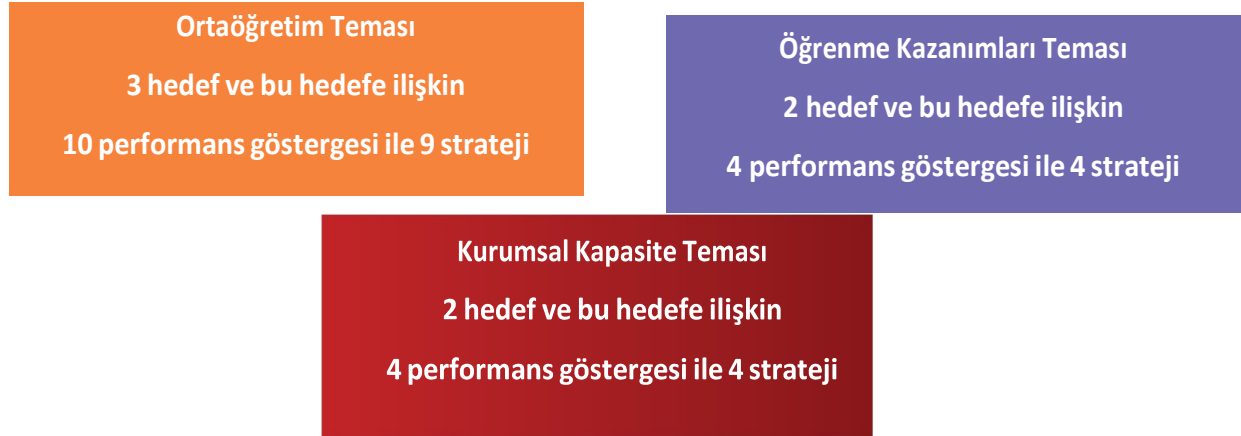 Ortaöğretim Teması
3 hedef ve bu hedefe ilişkin
10 performans göstergesi ile 9 strateji
Öğrenme Kazanımları Teması
2 hedef ve bu hedefe ilişkin
4 performans göstergesi ile 4 strateji
Kurumsal Kapasite Teması
2 hedef ve bu hedefe ilişkin
4 performans göstergesi ile 4 strateji